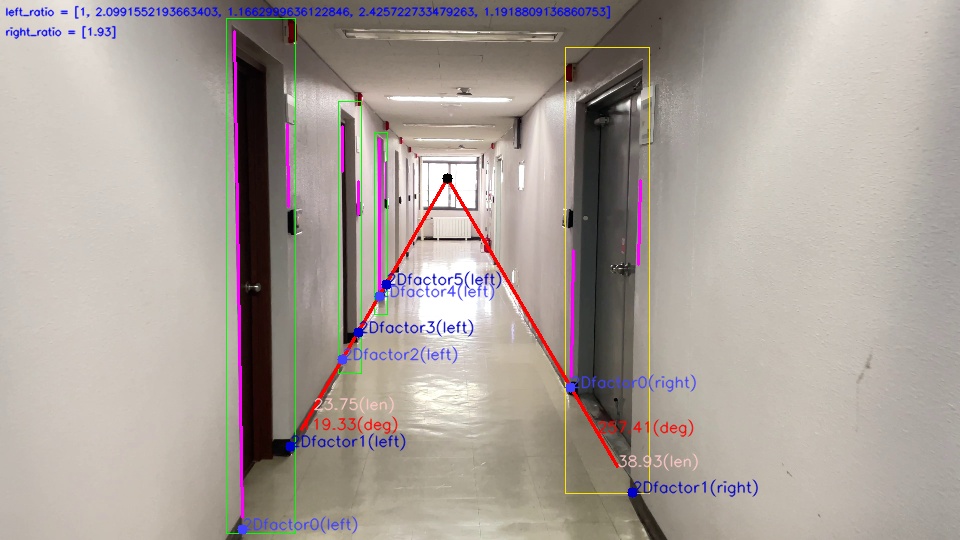 left_ratio = [1, 2.0991552193663403, 1.1662999636122846, 2.425722733479263, 1.1918809136860753]
right_ratio = [1.93]
2Dfactor5(left)
2Dfactor4(left)
2Dfactor3(left)
2Dfactor2(left)
2Dfactor0(right)
23.75(len)
19.33(deg)
257.41(deg)
2Dfactor1(left)
38.93(len)
2Dfactor1(right)
2Dfactor0(left)